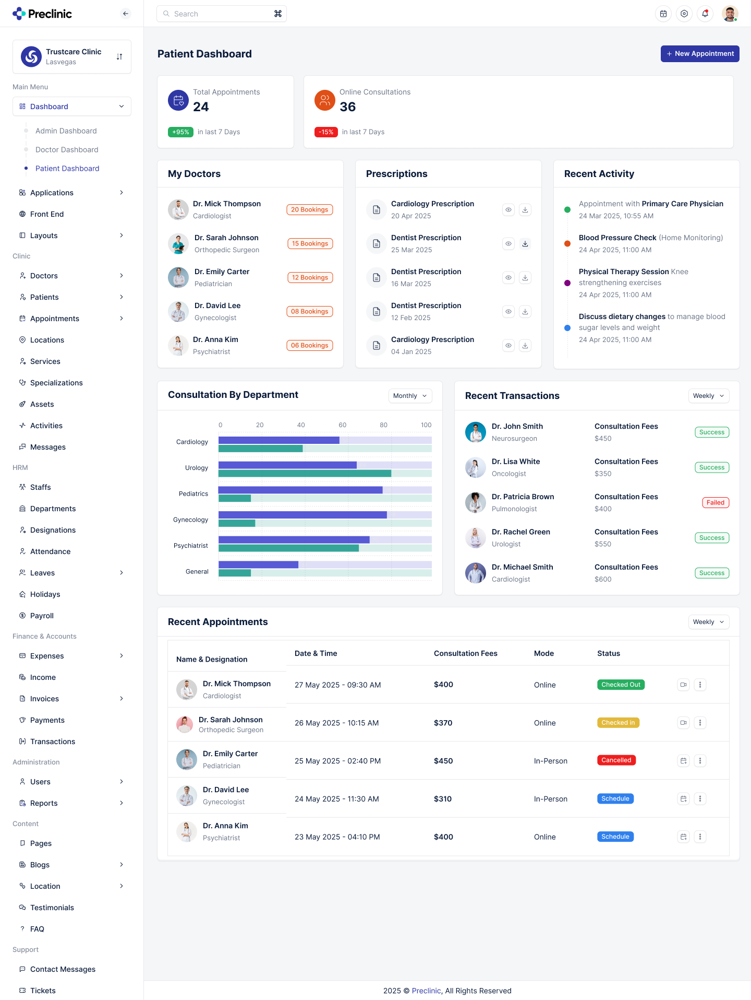 Preclinic
Search
Trustcare Clinic
Lasvegas
Main Menu
Dashboard
Admin Dashboard
Doctor Dashboard
Patient Dashboard
Applications
Front End
Layouts
Clinic
Doctors
Patients
Appointments
Locations
Services
Specializations
Assets
Activities
Messages
HRM
Staffs
Departments
Designations
Attendance
Leaves
Holidays
Payroll
Finance & Accounts
Expenses
Income
Invoices
Payments
Transactions
Administration
Users
Reports
Content
Pages
Blogs
Location
Testimonials
? FAQ
Support
Contact Messages
Tickets
Patient Dashboard
+ New Appointment
Total Appointments
24
+95% in last 7 Days
Online Consultations
36
-15% in last 7 Days
My Doctors
Dr. Mick Thompson
Cardiologist
20 Bookings
Dr. Sarah Johnson
Orthopedic Surgeon
15 Bookings
Dr. Emily Carter
Pediatrician
12 Bookings
Dr. David Lee
Gynecologist
08 Bookings
Dr. Anna Kim
Psychiatrist
06 Bookings
Prescriptions
Cardiology Prescription
20 Apr 2025
Dentist Prescription
25 Mar 2025
Dentist Prescription
16 Mar 2025
Dentist Prescription
12 Feb 2025
Cardiology Prescription
04 Jan 2025
Recent Activity
Appointment with Primary Care Physician
24 Mar 2025, 10:55 AM
Blood Pressure Check (Home Monitoring)
24 Apr 2025, 11:00 AM
Physical Therapy Session Knee
strengthening exercises
24 Apr 2025, 11:00 AM
Discuss dietary changes to manage blood
sugar levels and weight
24 Apr 2025, 11:00 AM
Consultation By Department
Monthly
0 20 40 60 80 100
Cardiology
Urology
Pediatrics
Gynecology
Psychiatrist
General
Recent Transactions
Weekly
Dr. John Smith
Neurosurgeon
Consultation Fees
$450
Success
Dr. Lisa White
Oncologist
Consultation Fees
$350
Success
Dr. Patricia Brown
Pulmonologist
Consultation Fees
$400
Failed
Dr. Rachel Green
Urologist
Consultation Fees
$550
Success
Dr. Michael Smith
Cardiologist
Consultation Fees
$600
Success
Recent Appointments
Weekly
Name & Designation Date & Time Consultation Fees Mode Status
Dr. Mick Thompson
Cardiologist
27 May 2025 - 09:30 AM $400 Online Checked Out
Dr. Sarah Johnson
Orthopedic Surgeon
26 May 2025 - 10:15 AM $370 Online Checked in
Dr. Emily Carter
Pediatrician
25 May 2025 - 02:40 PM $450 In-Person Cancelled
Dr. David Lee
Gynecologist
24 May 2025 - 11:30 AM $310 In-Person Schedule
Dr. Anna Kim
Psychiatrist
23 May 2025 - 04:10 PM $400 Online Schedule
2025 © Preclinic, All Rights Reserved